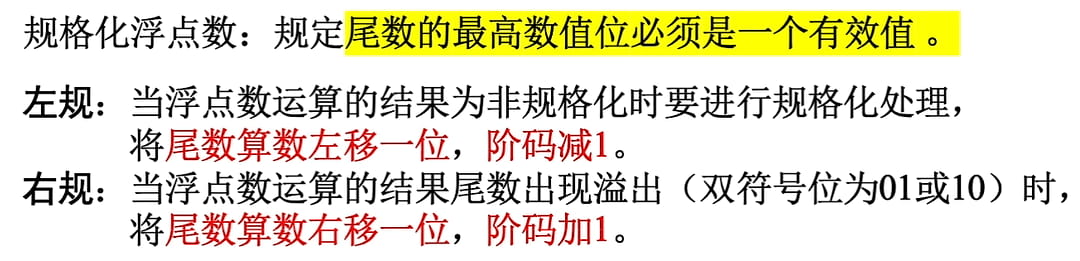 规格化浮点数：规定尾数的最高数值位必须是一个有效值 。
左规：当浮点数运算的结果为非规格化时要进行规格化处理，
将尾数算数左移一位，阶码减1。
右规：当浮点数运算的结果尾数出现溢出（双符号位为01或10）时，
将尾数算数右移一位，阶码加1。